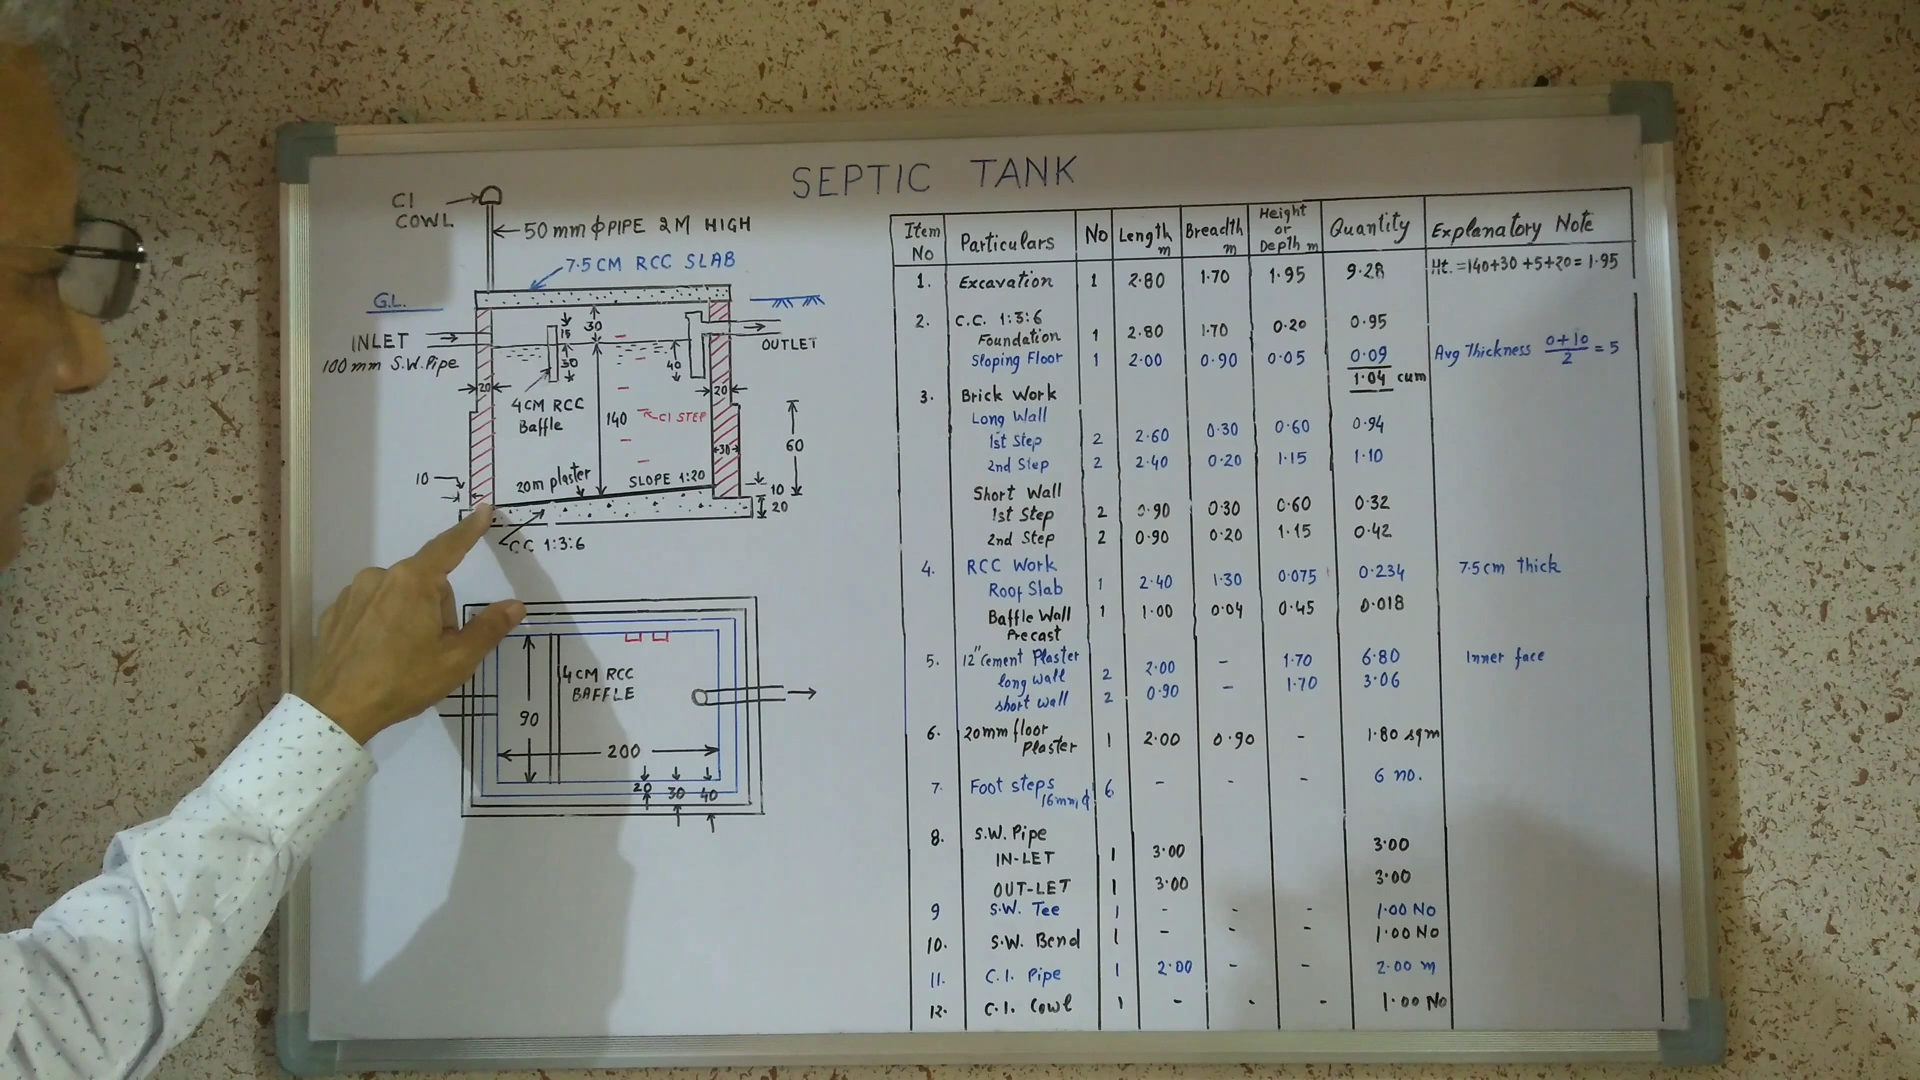 SEPTIC TANK
C1
COWL
50mm ϕ PIPE 2M HIGH
7.5CM RCC SLAB
G.L.
INLET
100 mm S.W.Pipe
OUTLET
15
30
30
40
20
20
4CM RCC
Baffle
140
C1 STEP
60
30
10
20m plaster
SLOPE 1:20
10
20
CC 1:3:6
4CM RCC
BAFFLE
90
200
20 30 40
Item No Particulars No Length m Breadth m Height or Depth m Quantity Explanatory Note
1. Excavation 1 2.80 1.70 1.95 9.28 Ht. =140+30+5+20= 1.95
2. C.C. 1:3:6
Foundation 1 2.80 1.70 0.20 0.95
Sloping Floor 1 2.00 0.90 0.05 0.09 Avg Thickness 0+10/2 = 5
1.04 cum
3. Brick Work
Long Wall
1st Step 2 2.60 0.30 0.60 0.94
2nd Step 2 2.40 0.20 1.15 1.10
Short Wall
1st Step 2 0.90 0.30 0.60 0.32
2nd Step 2 0.90 0.20 1.15 0.42
4. RCC Work
Roof Slab 1 2.40 1.30 0.075 0.234 7.5cm thick
Baffle Wall 1 1.00 0.04 0.45 0.018
Precast
5. 12" Cement Plaster
long wall 2 2.00 - 1.70 6.80 Inner face
short wall 2 0.90 - 1.70 3.06
6. 20mm floor
Plaster 1 2.00 0.90 - 1.80 sqm
7. Foot steps 6 - - - 6 no.
16mm ϕ
8. S.W. Pipe
IN-LET 1 3.00 3.00
OUT-LET 1 3.00 3.00
9 S.W. Tee 1 - - - 1.00 No
10. S.W. Bend 1 - - - 1.00 No
11. C.I. Pipe 1 2.00 - - 2.00 m
12. C.I. Cowl 1 - - - 1.00 No